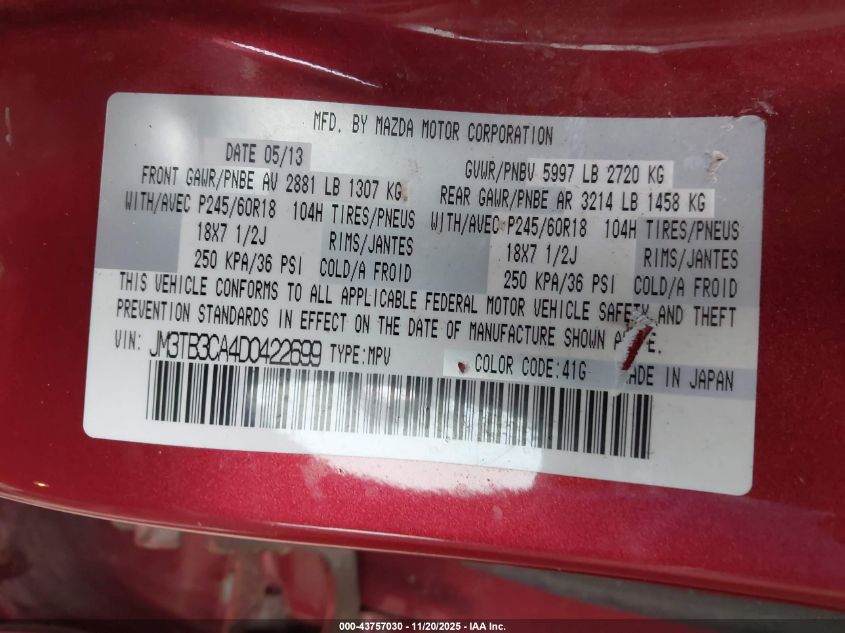 MFD. BY MAZDA MOTOR CORPORATION
DATE 05/13 GVWR/PNBV 5997 LB 2720 KG
FRONT GAWR/PNBE AV 2881 LB 1307 KG REAR GAWR/PNBE AR 3214 LB 1458 KG
WITH/AVEC P245/60R18 104H TIRES/PNEUS WITH/AVEC P245/60R18 104H TIRES/PNEUS
18X7 1/2J RIMS/JANTES 18X7 1/2J RIMS/JANTES
250 KPA/36 PSI COLD/A FROID 250 KPA/36 PSI COLD/A FROID
THIS VEHICLE CONFORMS TO ALL APPLICABLE FEDERAL MOTOR VEHICLE SAFETY AND THEFT
PREVENTION STANDARDS IN EFFECT ON THE DATE OF MANUFACTURE SHOWN
VIN: JM3TB3CA4D0422699 TYPE:MPV COLOR CODE:41G MADE IN JAPAN
000-43757030 - 11/20/2025 - IAA Inc.